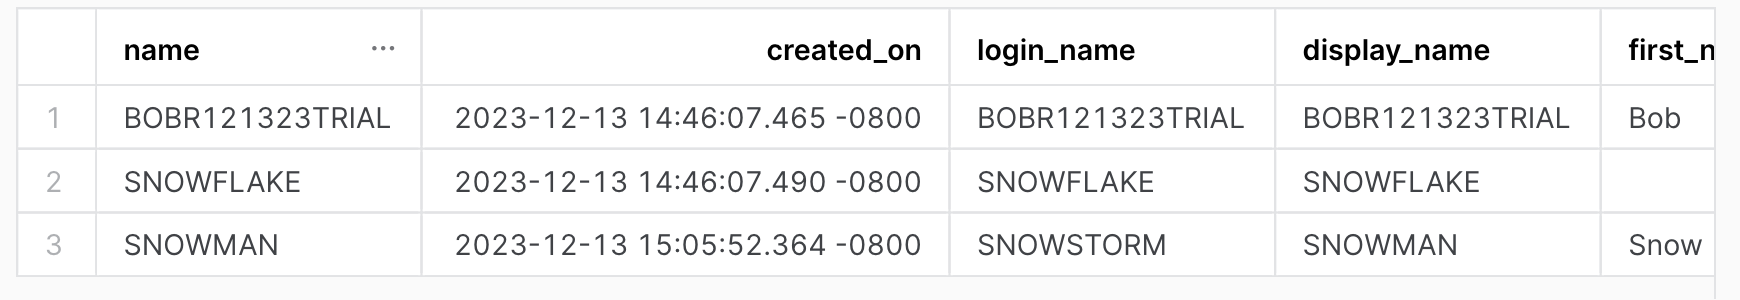 name ... created_on login_name display_name first_n
1 BOBR121323TRIAL 2023-12-13 14:46:07.465 -0800 BOBR121323TRIAL BOBR121323TRIAL Bob
2 SNOWFLAKE 2023-12-13 14:46:07.490 -0800 SNOWFLAKE SNOWFLAKE
3 SNOWMAN 2023-12-13 15:05:52.364 -0800 SNOWSTORM SNOWMAN Snow